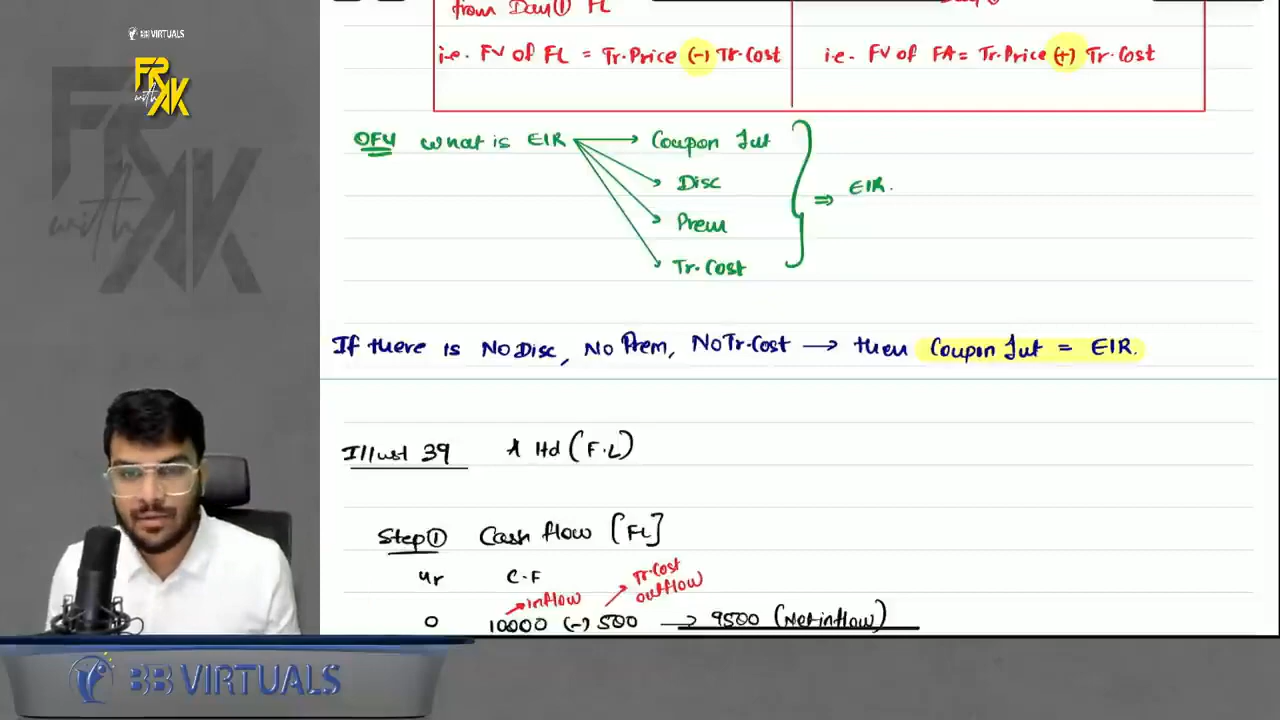 from Day① FL
BB VIRTUALS
FR with AK
i.e. FV of FL = Tr.Price (-) Tr.Cost
i.e. FV of FA = Tr.Price (+) Tr.Cost
What is EIR → Coupon Int
Disc
Prem
Tr.Cost
⇒ EIR.
If there is No Disc, No Prem, No Tr.Cost → then Coupon Int = EIR.
Illust 39 A ltd (F.L)
Step① Cash flow [FL]
yr C.F
inflow Tr.Cost outflow
0 10000 (-) 500 → 9500 (Net inflow)
BB VIRTUALS